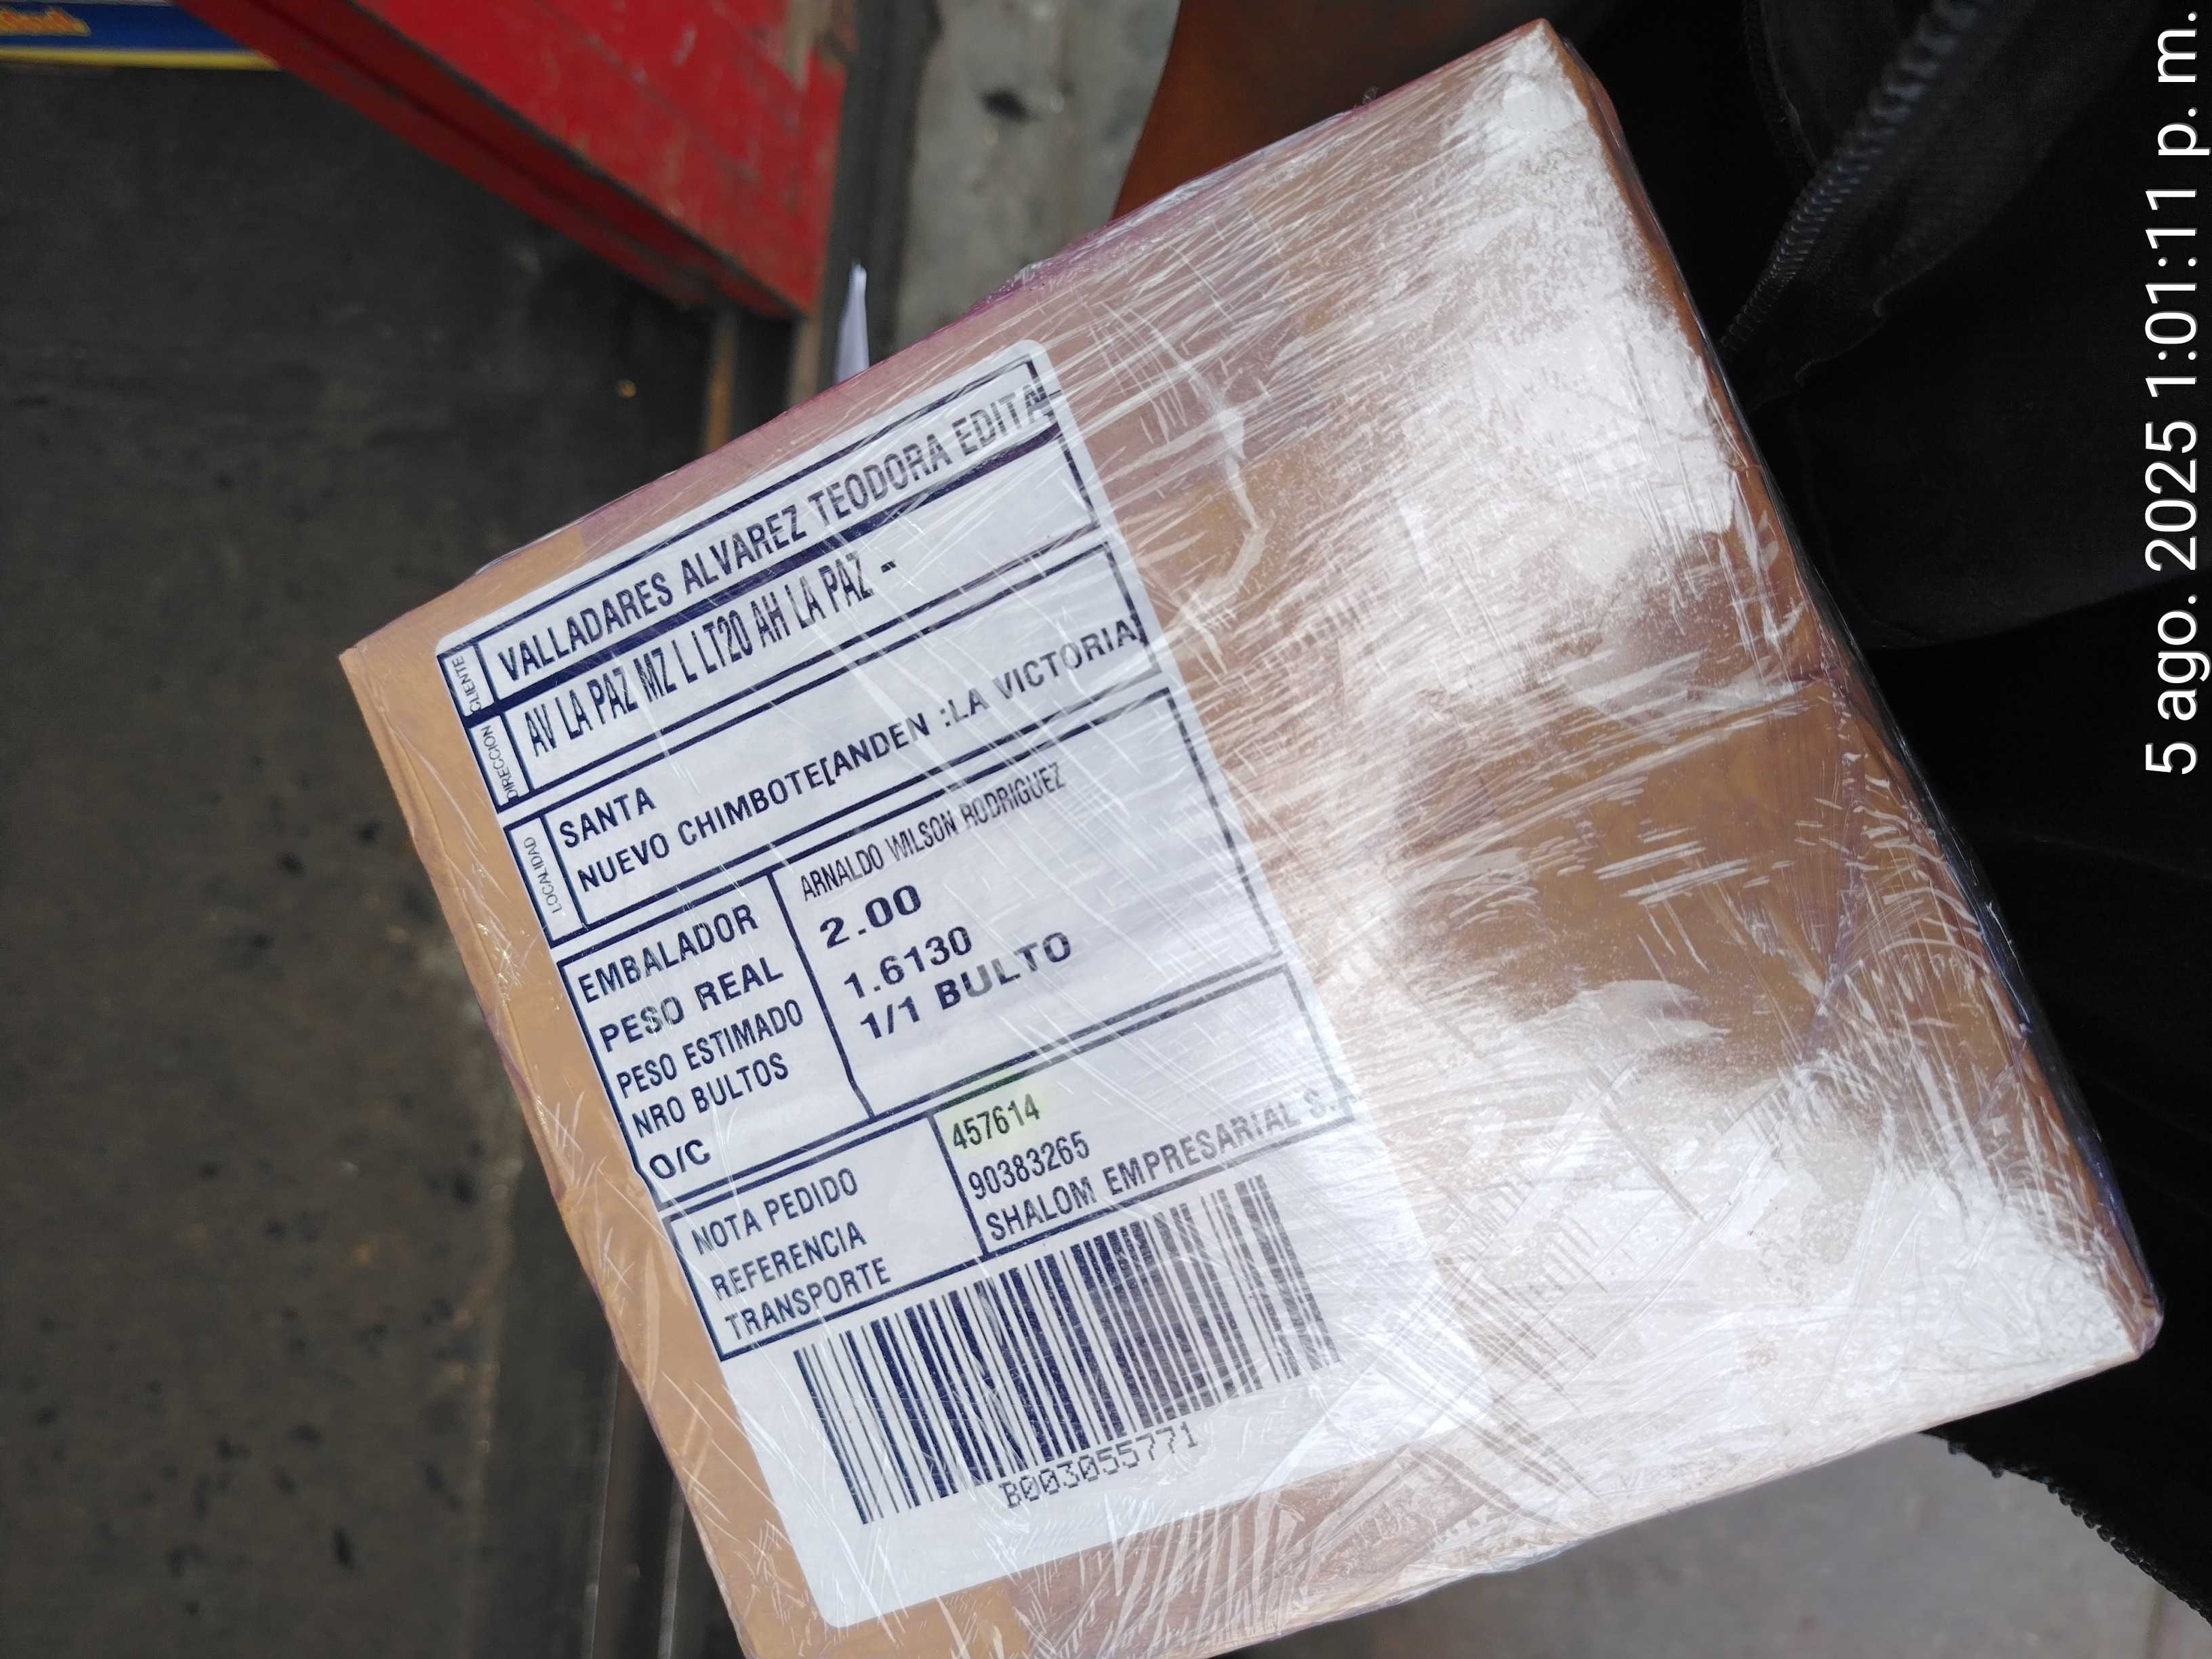 CLIENTE
VALLADARES ALVAREZ TEODORA EDITA
DIRECCION
AV LA PAZ MZ L LT20 AH LA PAZ -
LOCALIDAD
SANTA
NUEVO CHIMBOTE[ANDEN :LA VICTORIA
EMBALADOR ARNALDO WILSON RODRIGUEZ
PESO REAL 2.00
PESO ESTIMADO 1.6130
NRO BULTOS 1/1 BULTO
O/C
NOTA PEDIDO 457614
REFERENCIA 90383265
TRANSPORTE SHALOM EMPRESARIAL S.
B003055771
5 ago. 2025 1:01:11 p. m.